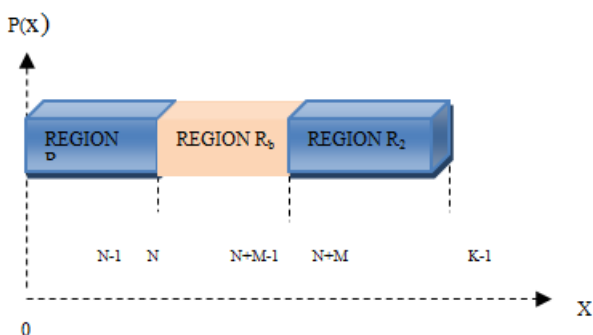 P(X)
REGION
REGION R_b
REGION R_2
N-1 N N+M-1 N+M K-1
X
0